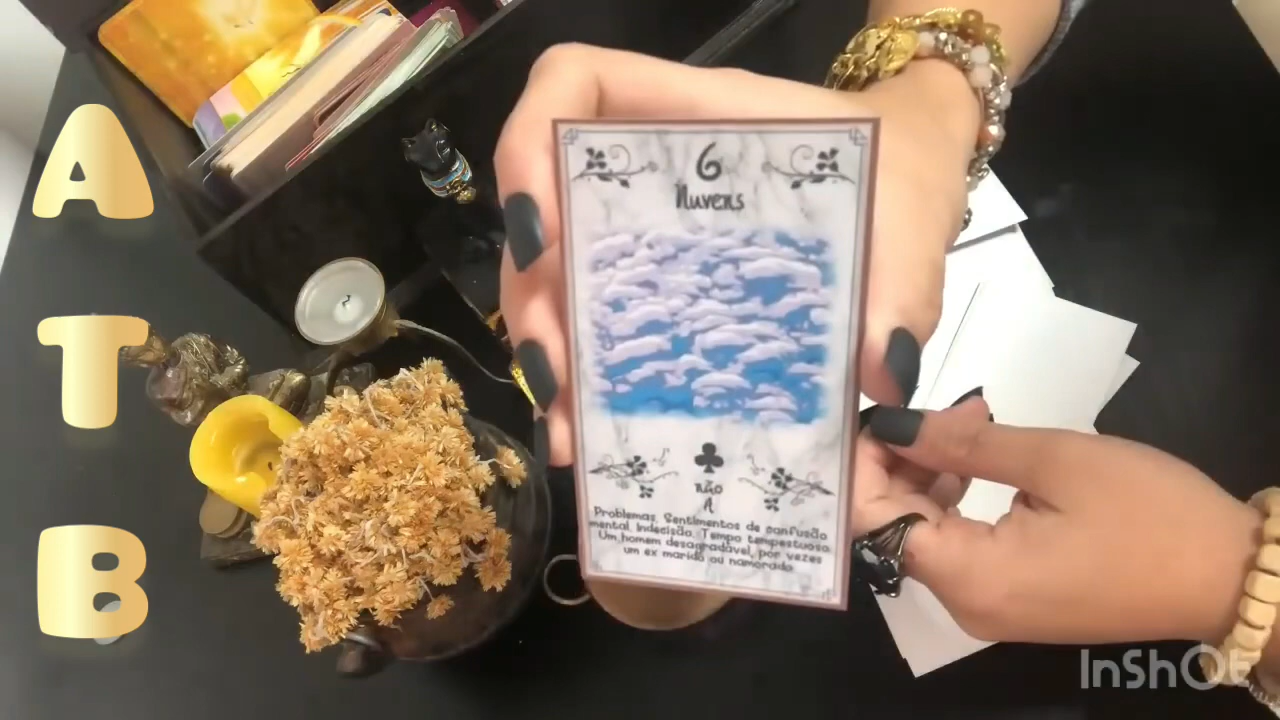 A
T
B
6
Nuvens
não
A
Problemas. Sentimentos de confusão
mental. Indecisão. Tempo tempestuoso.
Um homem desagradável, por vezes
um ex marido ou namorado.
InShOt